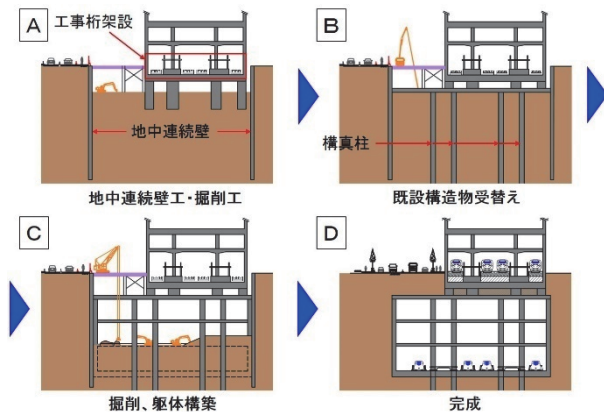 A
工事桁架設
地中連続壁
地中連続壁工・掘削工
B
構真柱
既設構造物受替え
C
掘削、躯体構築
D
完成